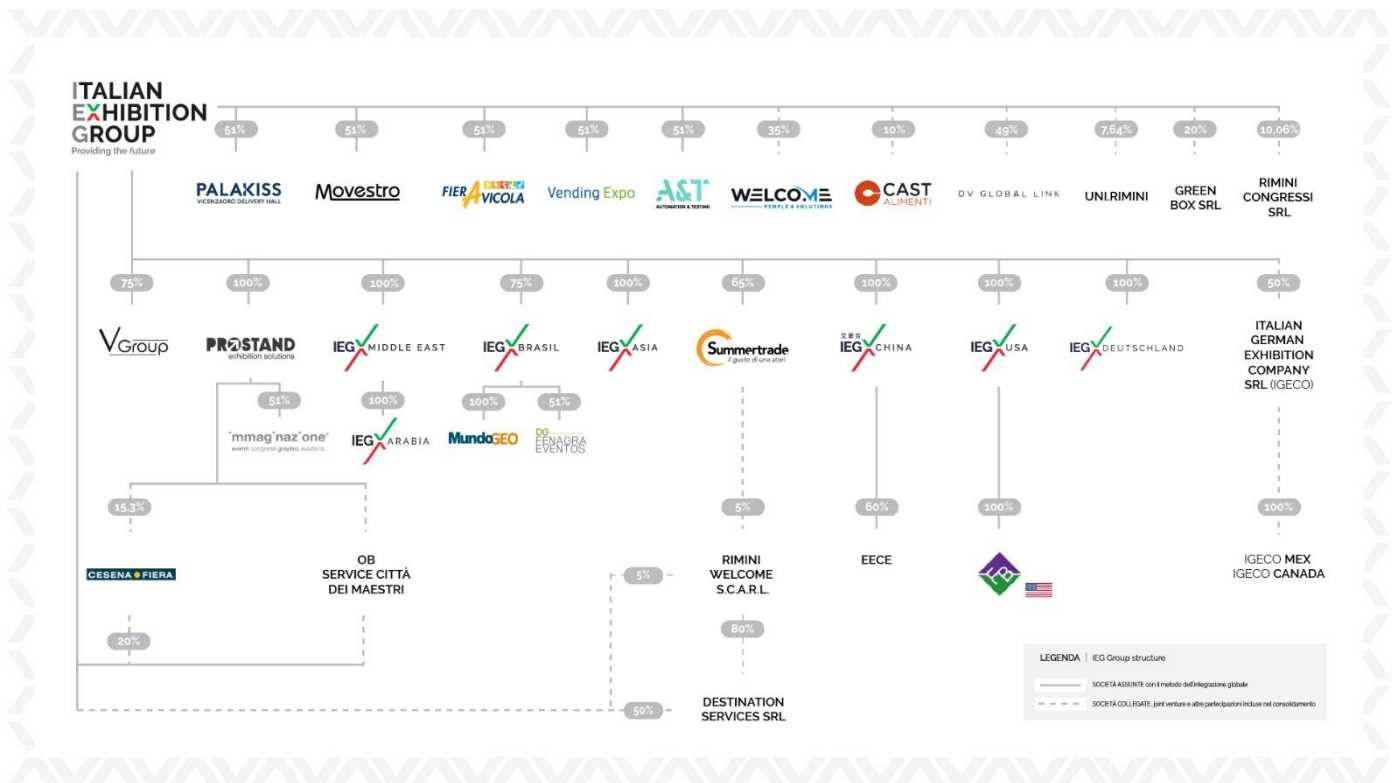 ITALIAN
EXHIBITION
GROUP
Providing the future
51%
51%
51%
51%
51%
35%
10%
49%
7,64%
20%
10,06%
PALAKISS
VICENZAORO DELIVERY HALL
Movestro
FIERAVICOLA
Vending Expo
A&T
AUTOMATION & TESTING
WELCOME
PEOPLE & SOLUTIONS
CAST
ALIMENTI
DV GLOBAL LINK
UNI.RIMINI
GREEN
BOX SRL
RIMINI
CONGRESSI
SRL
75%
100%
100%
75%
100%
65%
100%
100%
100%
50%
VGroup
PROSTAND
exhibition solutions
IEG MIDDLE EAST
IEG BRASIL
IEG ASIA
Summertrade
il gusto di una storia
IEG CHINA
IEG USA
IEG DEUTSCHLAND
ITALIAN
GERMAN
EXHIBITION
COMPANY
SRL (IGECO)
51%
100%
100%
51%
'mmag'naz'one
eventi congressi graphic solutions
IEG ARABIA
MundoGEO
DG
FENAGRA
EVENTOS
15.3%
5%
60%
100%
100%
CESENA FIERA
OB
SERVICE CITTÀ
DEI MAESTRI
5%
RIMINI
WELCOME
S.C.A.R.L.
EECE
FB
IGECO MEX
IGECO CANADA
20%
80%
50%
DESTINATION
SERVICES SRL
LEGENDA | IEG Group structure
SOCIETÀ ASSUNTE con il metodo dell'integrazione globale
SOCIETÀ COLLEGATE, joint venture e altre partecipazioni incluse nel consolidamento